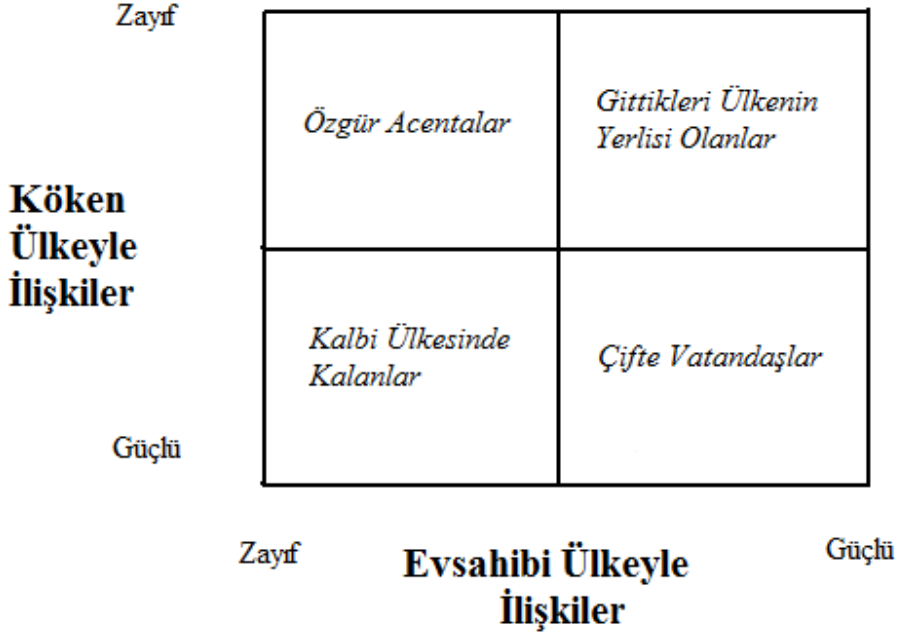 Zayıf
Özgür Acentalar
Gittikleri Ülkenin
Yerlisi Olanlar
Köken
Ülkeyle
İlişkiler
Kalbi Ülkesinde
Kalanlar
Çifte Vatandaşlar
Güçlü
Zayıf
Evsahibi Ülkeyle
İlişkiler
Güçlü